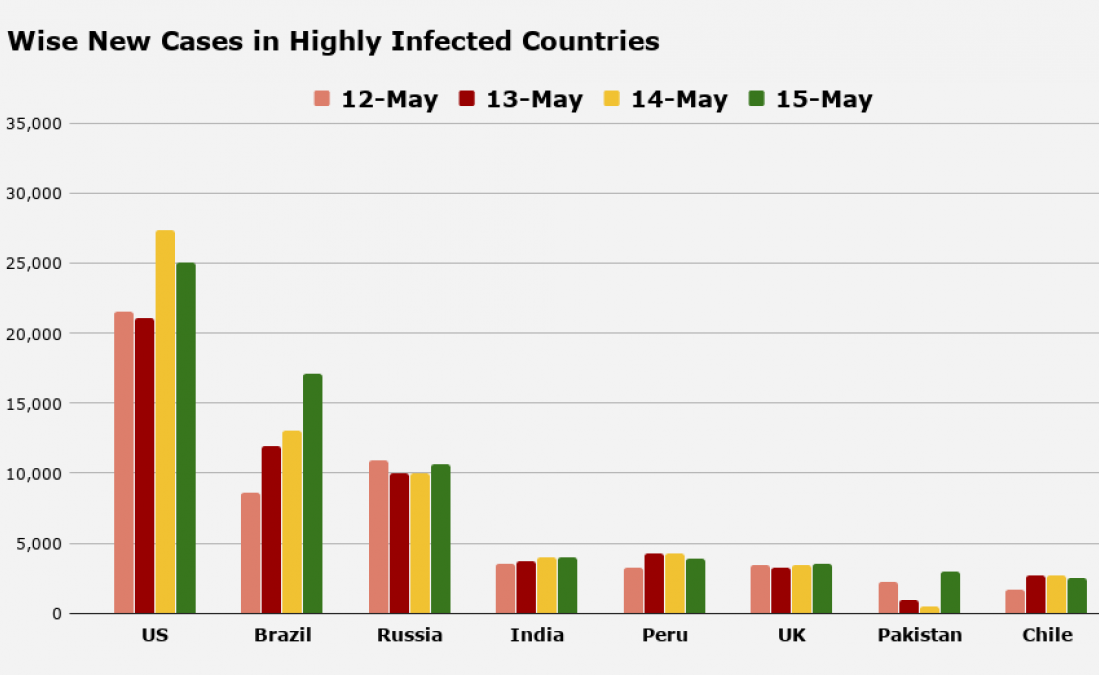 Wise New Cases in Highly Infected Countries
12-May 13-May 14-May 15-May
35,000
30,000
25,000
20,000
15,000
10,000
5,000
0
US Brazil Russia India Peru UK Pakistan Chile